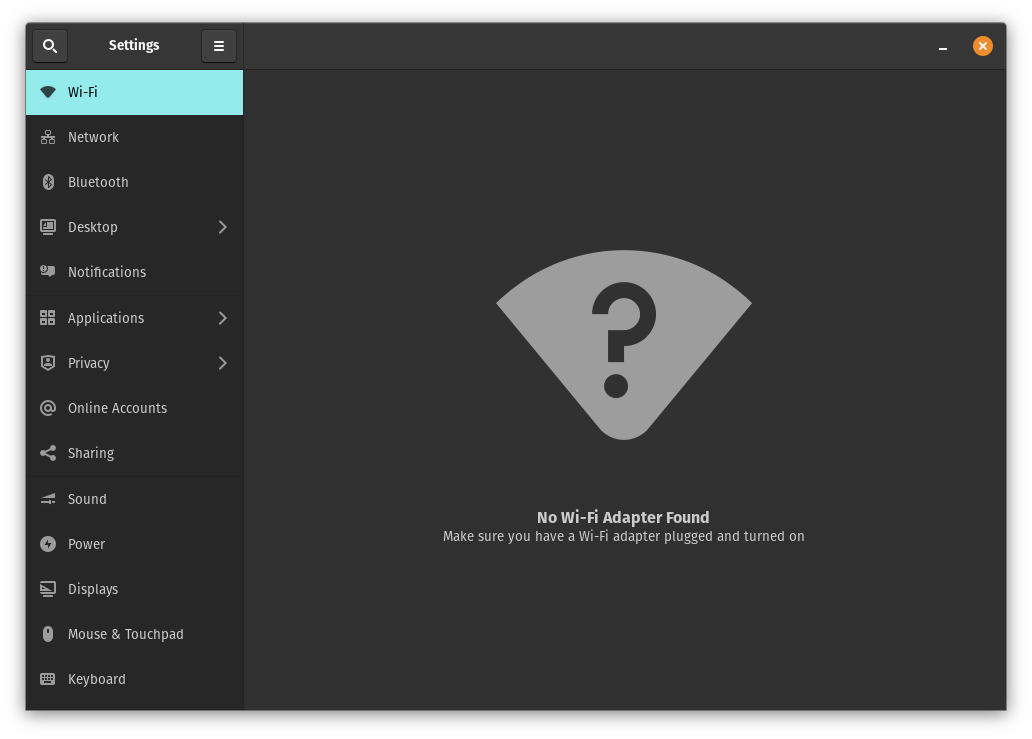 Settings
Wi-Fi
Network
Bluetooth
Desktop
Notifications
Applications
Privacy
Online Accounts
Sharing
Sound
Power
Displays
Mouse & Touchpad
Keyboard
No Wi-Fi Adapter Found
Make sure you have a Wi-Fi adapter plugged and turned on